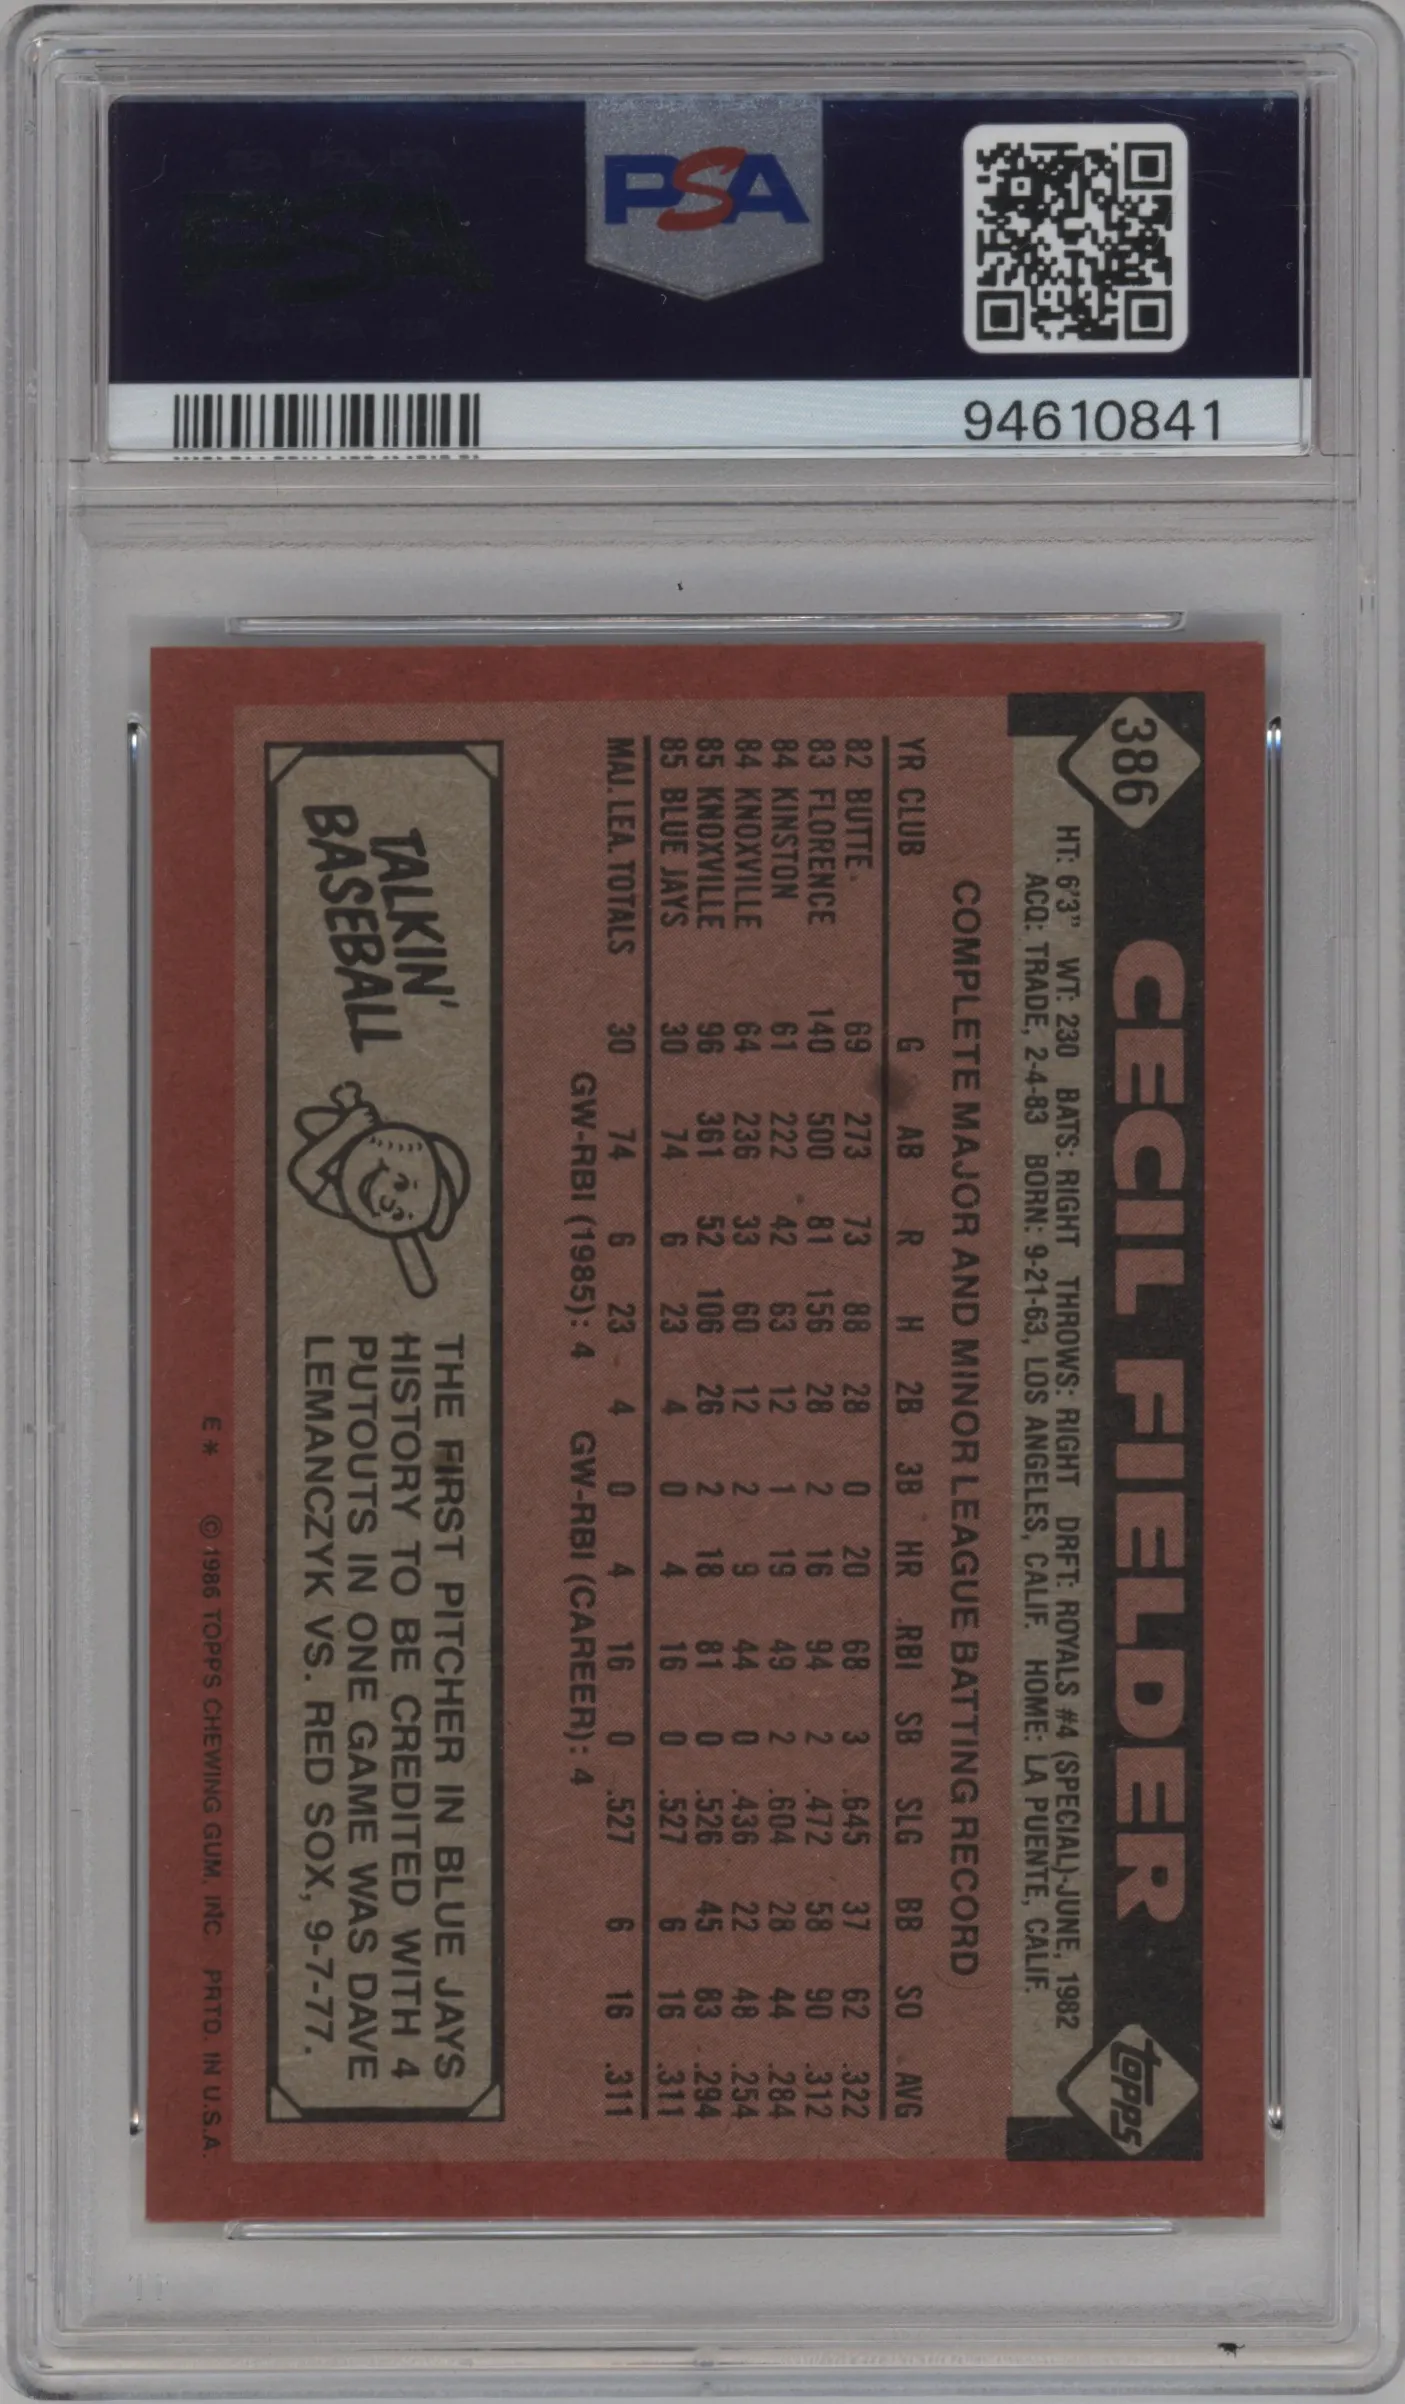 PSA
94610841
386 CECIL FIELDER topps
HT: 6'3" WT: 230 BATS: RIGHT THROWS: RIGHT DRFT: ROYALS #4 (SPECIAL)-JUNE, 1982
ACQ: TRADE, 2-4-83 BORN: 9-21-63, LOS ANGELES, CALIF. HOME: LA PUENTE, CALIF.
COMPLETE MAJOR AND MINOR LEAGUE BATTING RECORD
YR CLUB G AB R H 2B 3B HR RBI SB SLG BB SO AVG
82 BUTTE 69 273 73 88 28 0 20 68 3 .645 37 62 .322
83 FLORENCE 140 500 81 156 28 2 16 94 2 .472 58 90 .312
84 KINSTON 61 222 42 63 12 1 19 49 2 .604 28 44 .284
84 KNOXVILLE 64 236 33 60 12 2 9 44 0 .436 22 48 .254
85 KNOXVILLE 96 361 52 106 26 2 18 81 0 .526 45 83 .294
85 BLUE JAYS 30 74 6 23 4 0 4 16 0 .527 6 16 .311
MAJ. LEA. TOTALS 30 74 6 23 4 0 4 16 0 .527 6 16 .311
GW-RBI (1985): 4 GW-RBI (CAREER): 4
TALKIN'
BASEBALL
THE FIRST PITCHER IN BLUE JAYS
HISTORY TO BE CREDITED WITH 4
PUTOUTS IN ONE GAME WAS DAVE
LEMANCZYK VS. RED SOX, 9-7-77.
E* © 1986 TOPPS CHEWING GUM, INC PRTD. IN U.S.A.